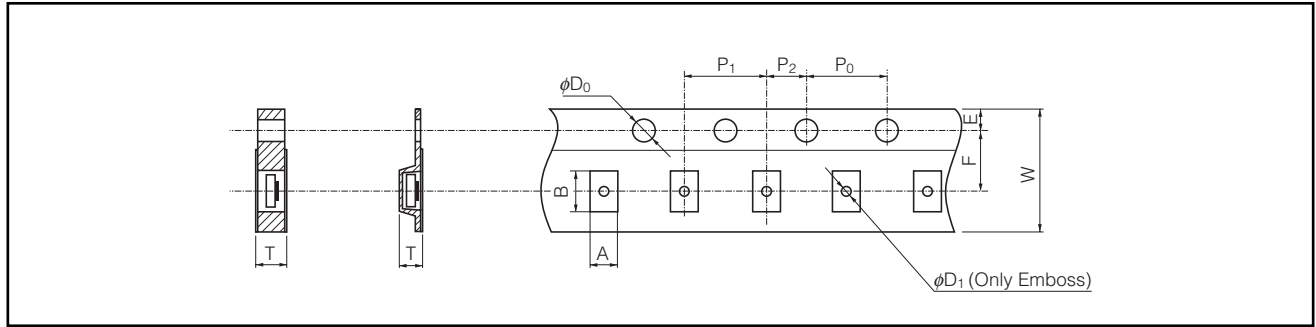 P₁
P₂
P₀
ϕD₀
E
F
W
B
A
T
T
ϕD₁ (Only Emboss)